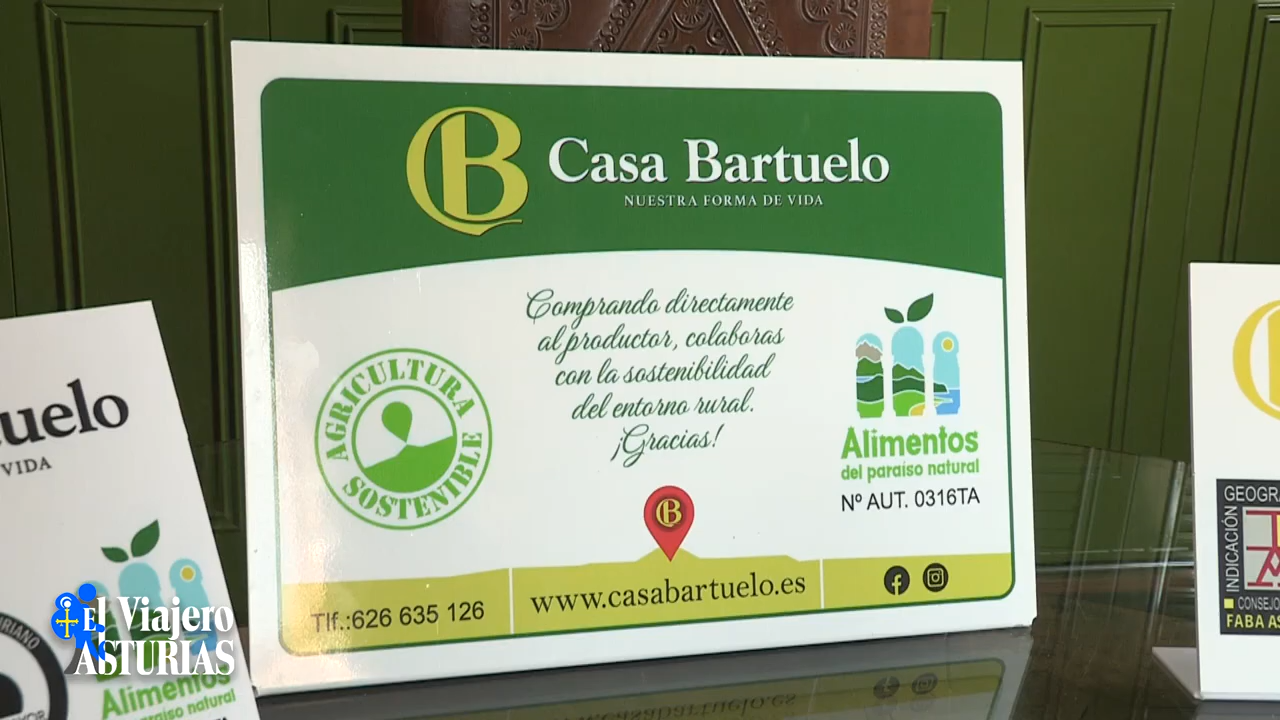 Casa Bartuelo
NUESTRA FORMA DE VIDA
Comprando directamente
al productor, colaboras
con la sostenibilidad
del entorno rural.
¡Gracias!
AGRICULTURA
SOSTENIBLE
Alimentos
del paraíso natural
Nº AUT. 0316TA
Tlf.:626 635 126
www.casabartuelo.es
tuelo
VIDA
Alimentos
paraíso natural
El Viajero
ASTURIAS
GEOGRA
INDICACIÓN
CONSEJO
FABA AS